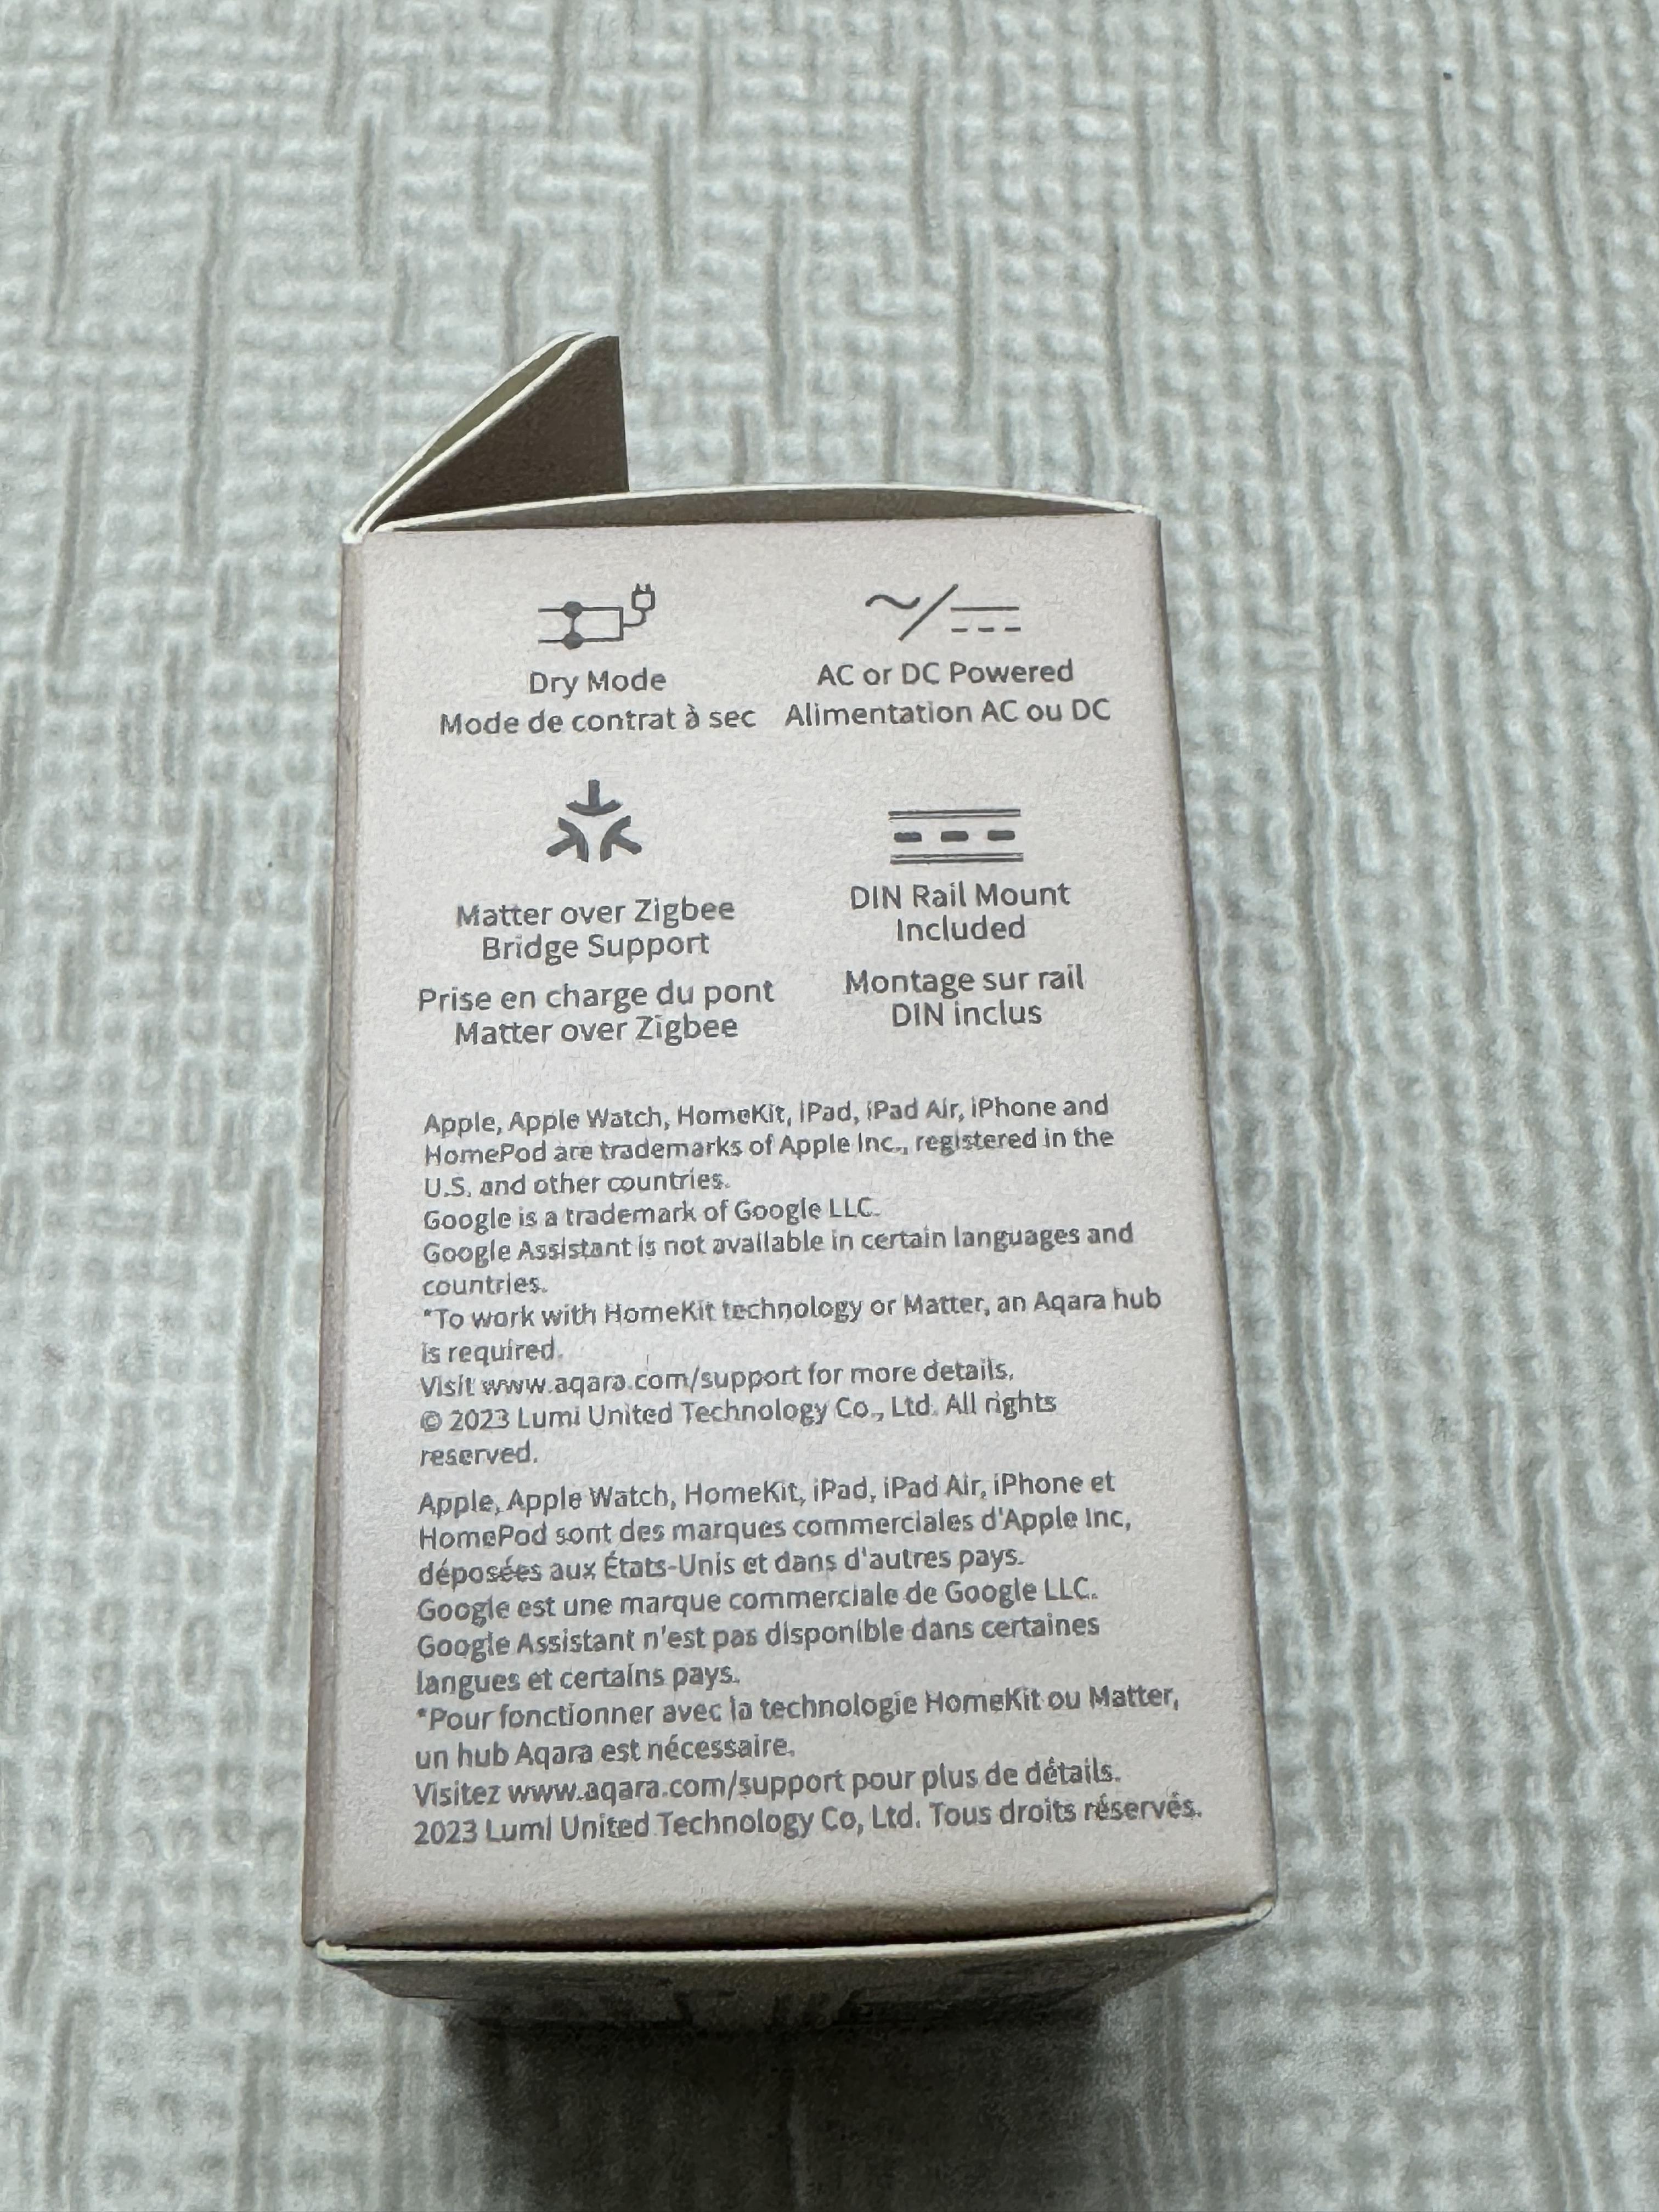 Dry Mode
Mode de contrat à sec
AC or DC Powered
Alimentation AC ou DC
Matter over Zigbee
Bridge Support
Prise en charge du pont
Matter over Zigbee
DIN Rail Mount
Included
Montage sur rail
DIN inclus
Apple, Apple Watch, HomeKit, iPad, iPad Air, iPhone and
HomePod are trademarks of Apple Inc., registered in the
U.S. and other countries.
Google is a trademark of Google LLC.
Google Assistant is not available in certain languages and
countries.
*To work with HomeKit technology or Matter, an Aqara hub
is required.
Visit www.aqara.com/support for more details.
© 2023 Lumi United Technology Co., Ltd. All rights
reserved.
Apple, Apple Watch, HomeKit, iPad, iPad Air, iPhone et
HomePod sont des marques commerciales d'Apple Inc,
déposées aux États-Unis et dans d'autres pays.
Google est une marque commerciale de Google LLC.
Google Assistant n'est pas disponible dans certaines
langues et certains pays.
*Pour fonctionner avec la technologie HomeKit ou Matter,
un hub Aqara est nécessaire.
Visitez www.aqara.com/support pour plus de détails.
2023 Lumi United Technology Co, Ltd. Tous droits réservés.